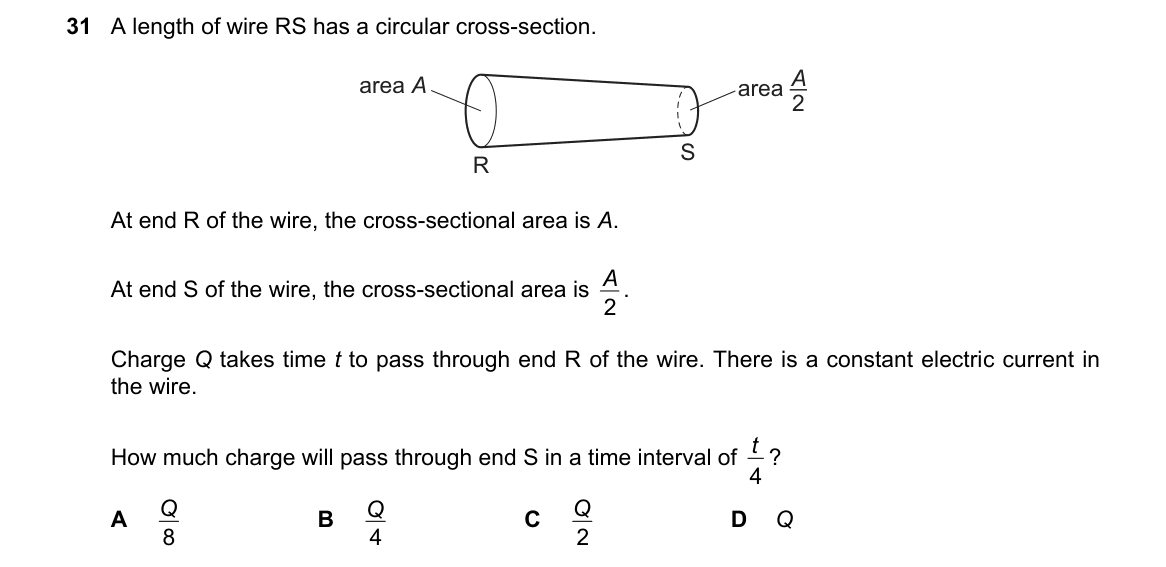 31 A length of wire RS has a circular cross-section.
area A
area A/2
R
S
At end R of the wire, the cross-sectional area is A.
At end S of the wire, the cross-sectional area is A/2.
Charge Q takes time t to pass through end R of the wire. There is a constant electric current in
the wire.
How much charge will pass through end S in a time interval of t/4?
A Q/8 B Q/4 C Q/2 D Q